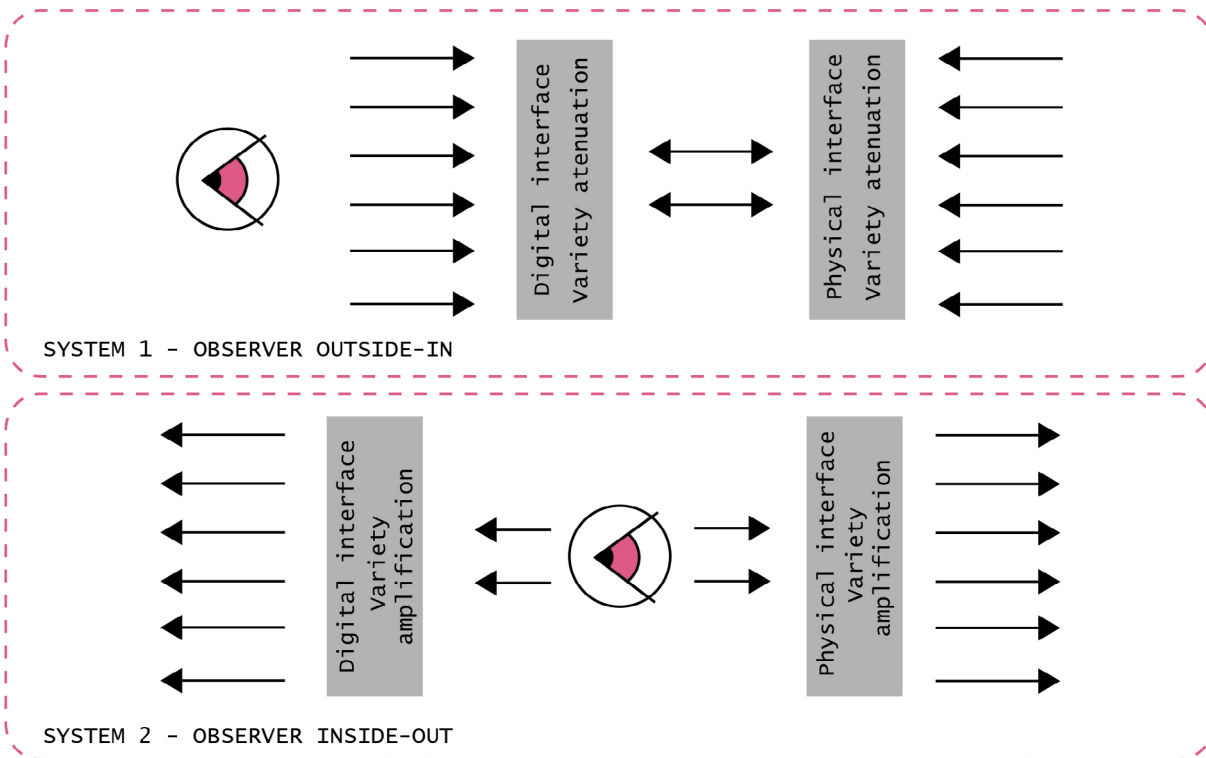 Digital interface
Variety atenuation
Physical interface
Variety atenuation
SYSTEM 1 - OBSERVER OUTSIDE-IN
Digital interface
Variety
amplification
Physical interface
Variety
amplification
SYSTEM 2 - OBSERVER INSIDE-OUT